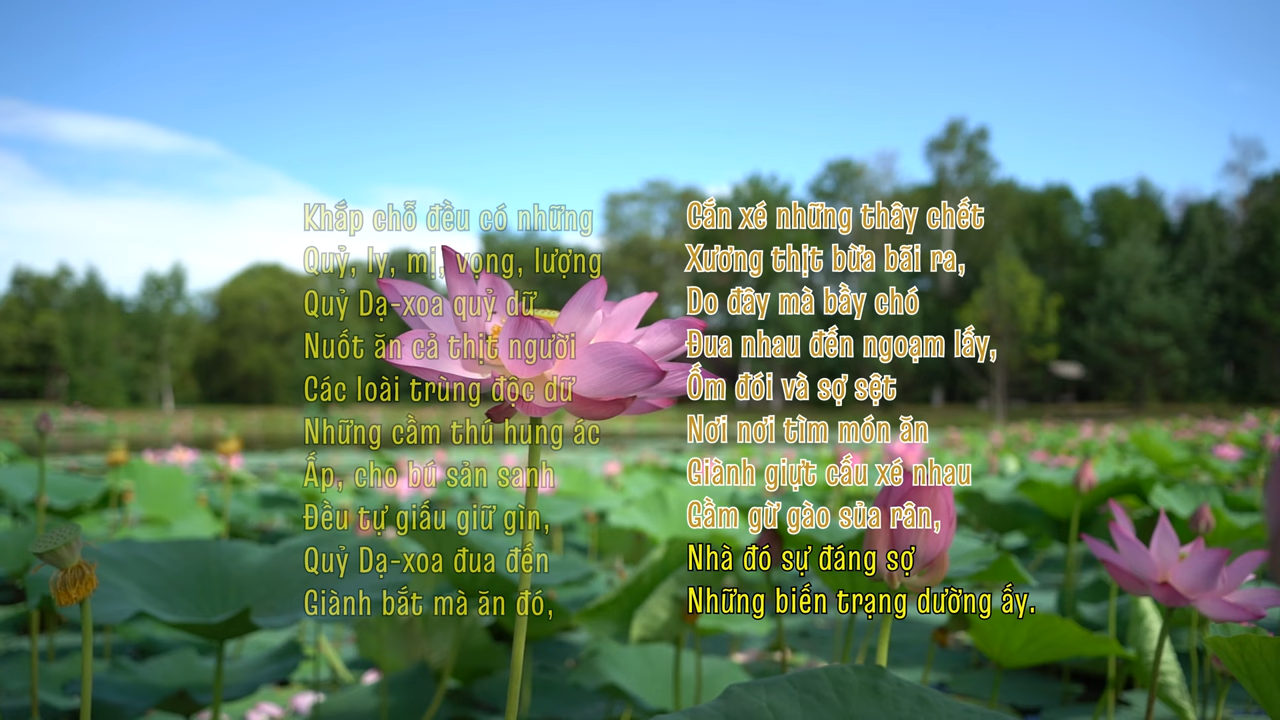 Khắp chỗ đều có những
Quỷ, ly, mị, vọng, lượng
Quỷ Dạ-xoa quỷ dữ
Nuốt ăn cả thịt người
Các loài trùng độc dữ
Những cầm thú hung ác
Ấp, cho bú sản sanh
Đều tự giấu giữ gìn,
Quỷ Dạ-xoa đua đến
Giành bắt mà ăn đó,
Cắn xé những thây chết
Xương thịt bừa bãi ra,
Do đây mà bầy chó
Đua nhau đến ngoạm lấy,
Ốm đói và sợ sệt
Nơi nơi tìm món ăn
Giành giựt cấu xé nhau
Gầm gừ gào sủa rân,
Nhà đó sự đáng sợ
Những biến trạng dường ấy.